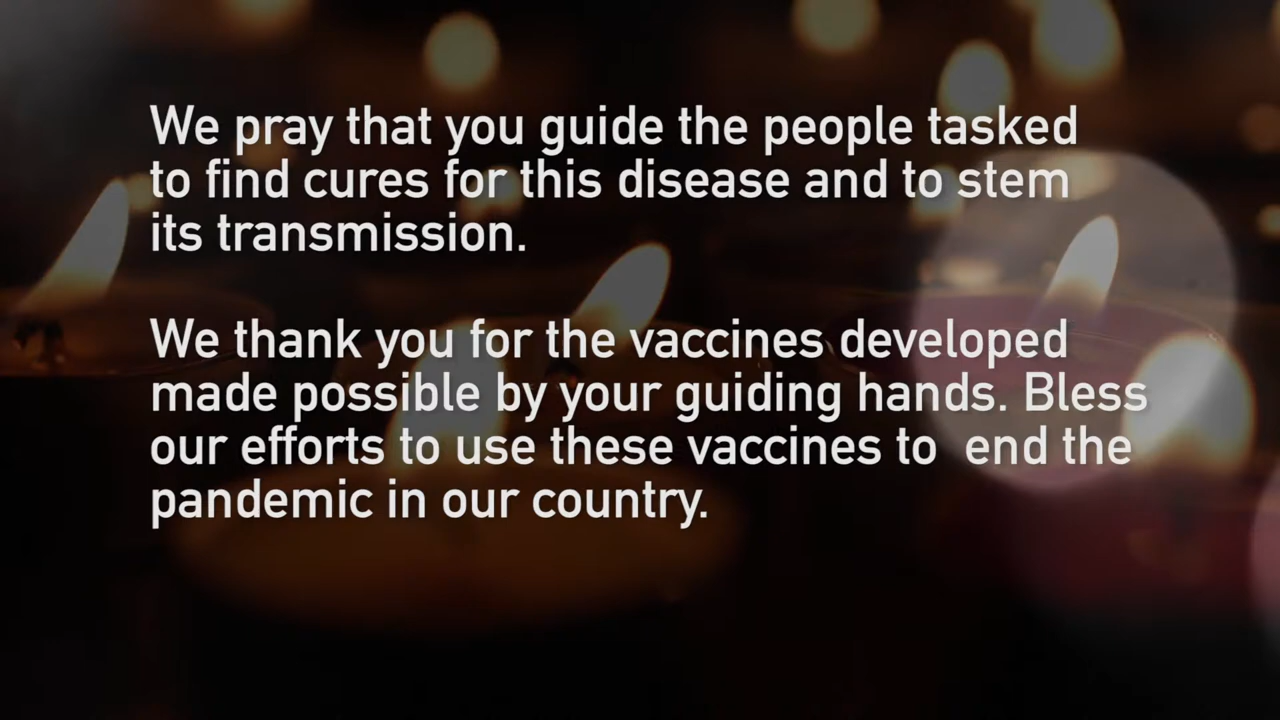 We pray that you guide the people tasked
to find cures for this disease and to stem
its transmission.
We thank you for the vaccines developed
made possible by your guiding hands. Bless
our efforts to use these vaccines to  end the
pandemic in our country.